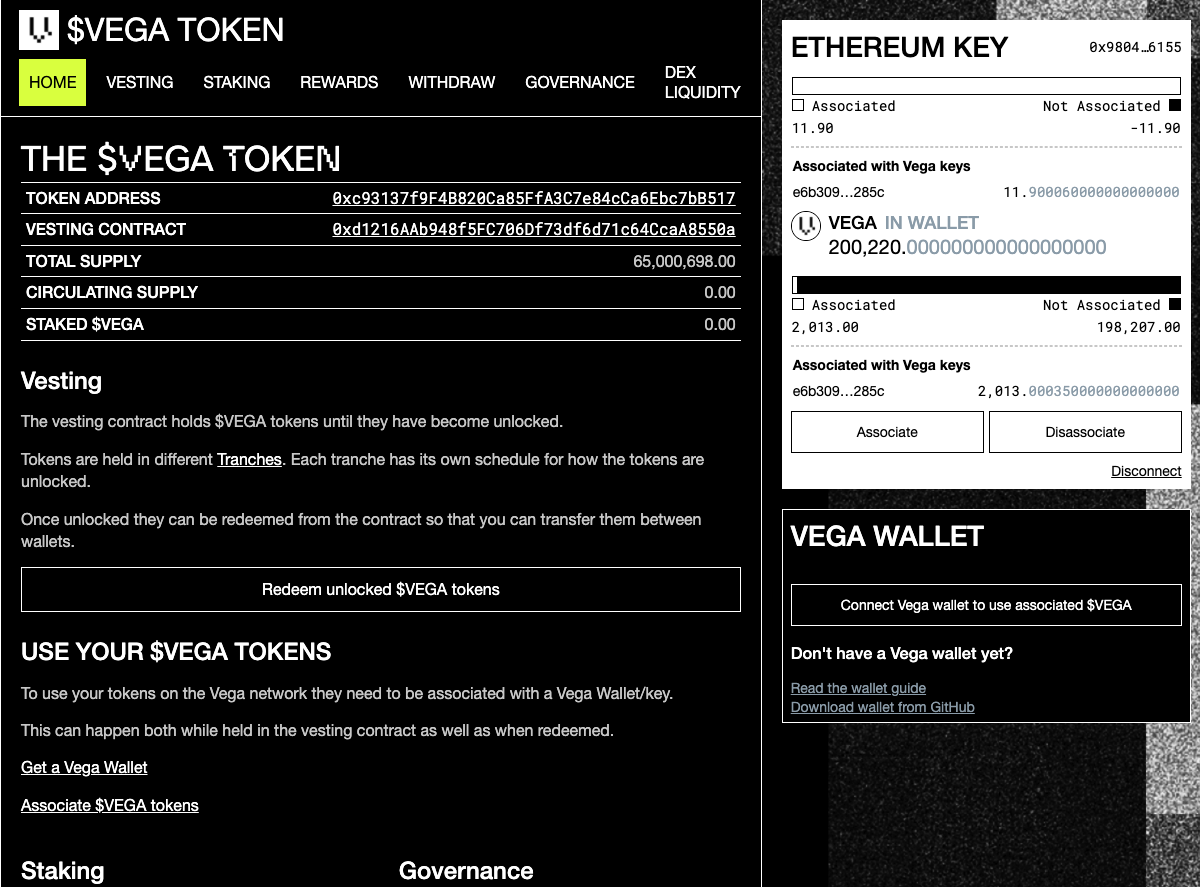 $VEGA TOKEN
HOME VESTING STAKING REWARDS WITHDRAW GOVERNANCE DEX LIQUIDITY
THE $VEGA TOKEN
TOKEN ADDRESS 0xc93137f9F4B820Ca85FfA3C7e84cCa6Ebc7bB517
VESTING CONTRACT 0xd1216AAb948f5FC706Df73df6d71c64CcaA8550a
TOTAL SUPPLY 65,000,698.00
CIRCULATING SUPPLY 0.00
STAKED $VEGA 0.00
Vesting
The vesting contract holds $VEGA tokens until they have become unlocked.
Tokens are held in different Tranches. Each tranche has its own schedule for how the tokens are
unlocked.
Once unlocked they can be redeemed from the contract so that you can transfer them between
wallets.
Redeem unlocked $VEGA tokens
USE YOUR $VEGA TOKENS
To use your tokens on the Vega network they need to be associated with a Vega Wallet/key.
This can happen both while held in the vesting contract as well as when redeemed.
Get a Vega Wallet
Associate $VEGA tokens
Staking Governance
ETHEREUM KEY 0x9804…6155
Associated Not Associated
11.90 -11.90
Associated with Vega keys
e6b309…285c 11.900060000000000000
VEGA IN WALLET
200,220.000000000000000000
Associated Not Associated
2,013.00 198,207.00
Associated with Vega keys
e6b309…285c 2,013.000350000000000000
Associate Disassociate
Disconnect
VEGA WALLET
Connect Vega wallet to use associated $VEGA
Don't have a Vega wallet yet?
Read the wallet guide
Download wallet from GitHub